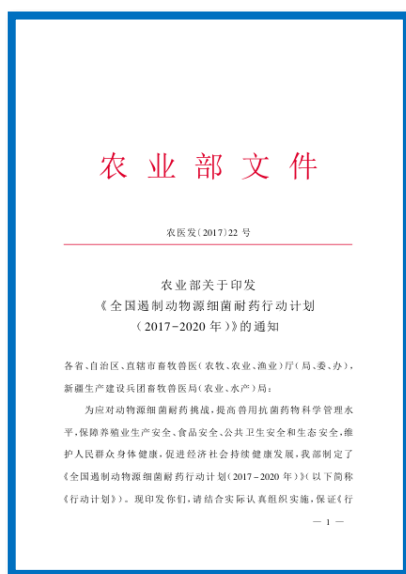 农业部文件
农医发〔2017〕22 号
农业部关于印发
《全国遏制动物源细菌耐药行动计划
（2017-2020 年）》的通知
各省、自治区、直辖市畜牧兽医（农牧、农业、渔业）厅（局、委、办），
新疆生产建设兵团畜牧兽医局（农业、水产）局：
为应对动物源细菌耐药挑战，提高兽用抗菌药物科学管理水
平，保障养殖业生产安全、食品安全、公共卫生安全和生态安全，维
护人民群众身体健康，促进经济社会持续健康发展，我部制定了
《全国遏制动物源细菌耐药行动计划（2017-2020 年）》（以下简称
《行动计划》）。现印发你们，请结合实际认真组织实施，保证《行
— 1 —